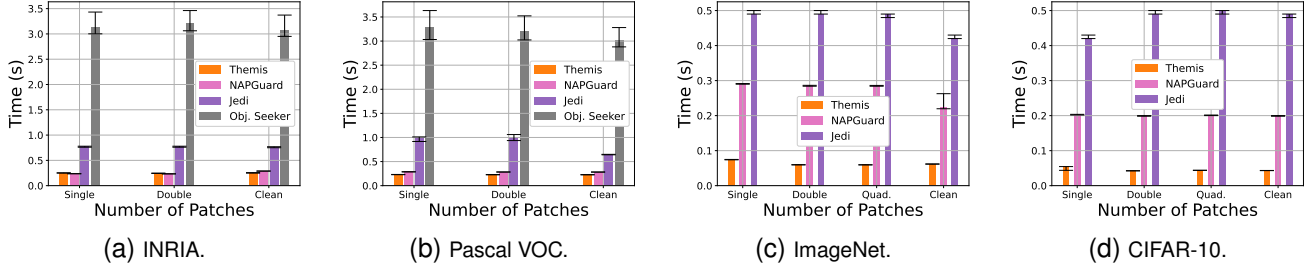 Time (s)
3.5
3.0
2.5
2.0
1.5
1.0
0.5
0.0
Themis
NAPGuard
Jedi
Obj. Seeker
Single Double Clean
Number of Patches
(a) INRIA.
Time (s)
3.5
3.0
2.5
2.0
1.5
1.0
0.5
0.0
Themis
NAPGuard
Jedi
Obj. Seeker
Single Double Clean
Number of Patches
(b) Pascal VOC.
Time (s)
0.5
0.4
0.3
0.2
0.1
0.0
Themis
NAPGuard
Jedi
Single Double Quad. Clean
Number of Patches
(c) ImageNet.
Time (s)
0.5
0.4
0.3
0.2
0.1
0.0
Themis
NAPGuard
Jedi
Single Double Quad. Clean
Number of Patches
(d) CIFAR-10.